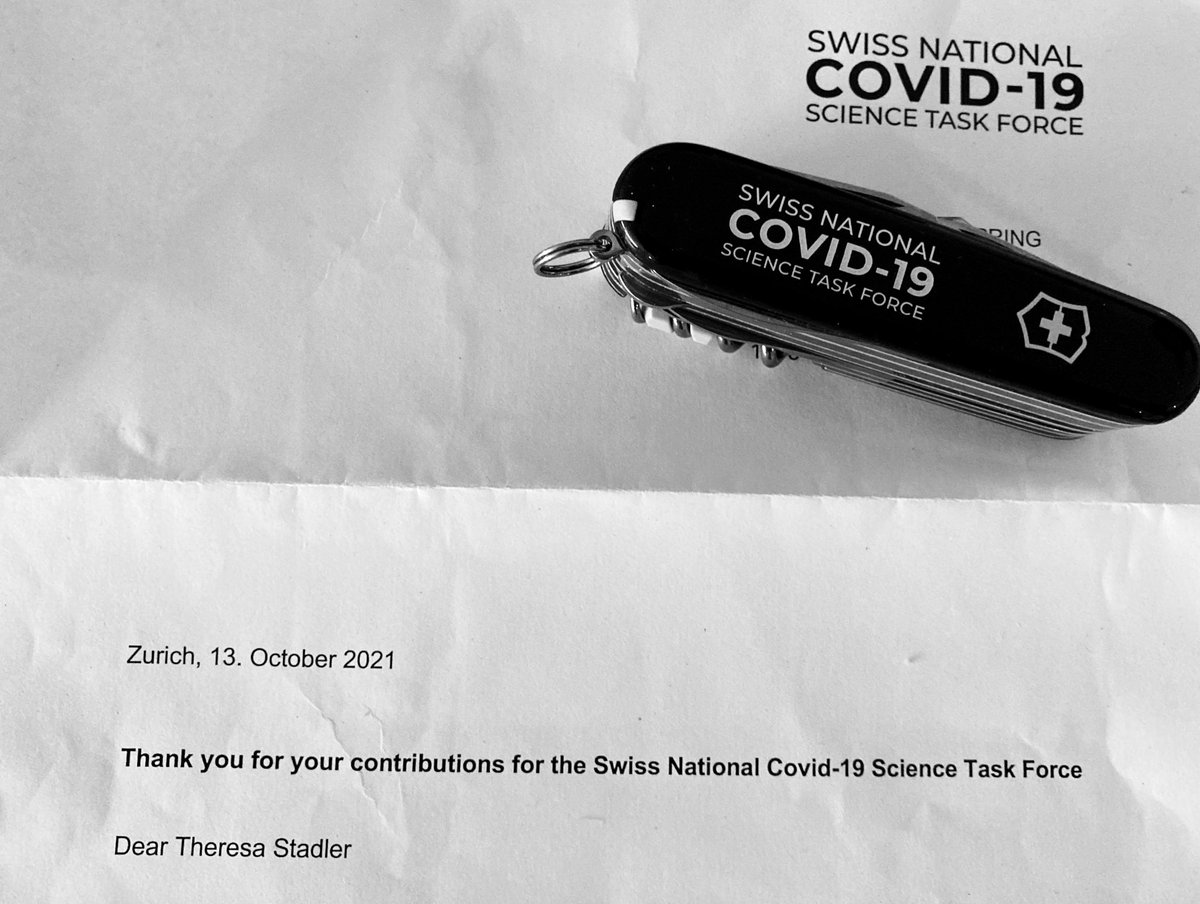 SWISS NATIONAL
COVID-19
SCIENCE TASK FORCE
SWISS NATIONAL
COVID-19
SCIENCE TASK FORCE
Zurich, 13. October 2021
Thank you for your contributions for the Swiss National Covid-19 Science Task Force
Dear Theresa Stadler